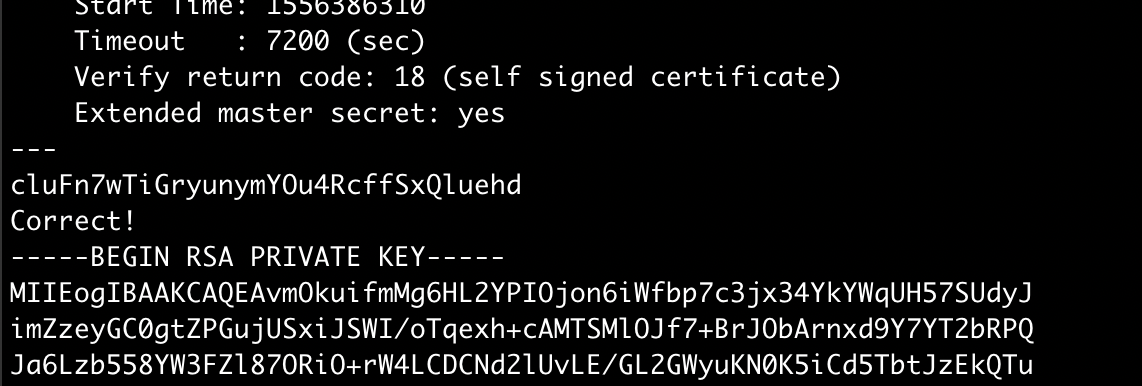 Start Time: 1556386310
Timeout   : 7200 (sec)
Verify return code: 18 (self signed certificate)
Extended master secret: yes
---
cluFn7wTiGryunymYOu4RcffSxQluehd
Correct!
-----BEGIN RSA PRIVATE KEY-----
MIIEogIBAAKCAQEAvmOkuifmMg6HL2YPIOjon6iWfbp7c3jx34YkYWqUH57SUdyJ
imZzeyGC0gtZPGujUSxiJSWI/oTqexh+cAMTSMlOJf7+BrJObArnxd9Y7YT2bRPQ
Ja6Lzb558YW3FZl87ORiO+rW4LCDCNd2lUvLE/GL2GWyuKN0K5iCd5TbtJzEkQTu